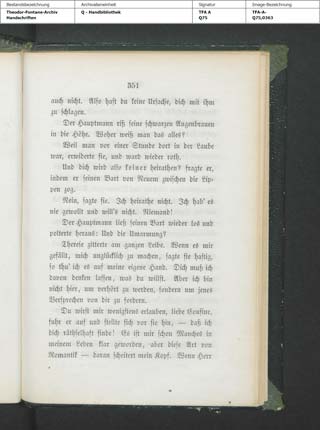 Bestandsbezeichnung Archivalieneinheit Signatur Image-Bezeichnung
Theodor-Fontane-Archiv Q - Handbibliothek TFA A TFA-A-
Handschriften Q75 Q75,0363
351
auch nicht. Also hast du keine Ursache, dich mit ihm
zu schlagen.
Der Hauptmann riß seine schwarzen Augenbrauen
in die Höhe. Woher weiß man das alles?
Weil man vor einer Stunde dort in der Laube
war, erwiderte sie, und ward wieder roth.
Und dich wird also keiner heirathen? fragte er,
indem er seinen Bart von Neuem zwischen die Lip-
pen zog.
Nein, sagte sie. Ich heirathe nicht. Ich hab' es
nie gewollt und will's nicht. Niemand!
Der Hauptmann ließ seinen Bart wieder los und
polterte heraus: Und die Umarmung?
Therese zitterte am ganzen Leibe. Wenn es mir
gefällt, mich unglücklich zu machen, sagte sie haftig,
so thu' ich es auf meine eigene Hand. Dich muß ich
davon denken lassen, was du willst. Aber ich bin
nicht hier, um verhört zu werden, sondern um jenes
Versprechen von dir zu fordern.
Du wirst mir wenigstens erlauben, liebe Cousine,
fuhr er auf und stellte sich vor sie hin, — daß ich
dich räthselhaft finde! Es ist mir schon Manches in
meinem Leben klar geworden, aber diese Art von
Romantik — daran scheitert mein Kopf. Wenn Herr